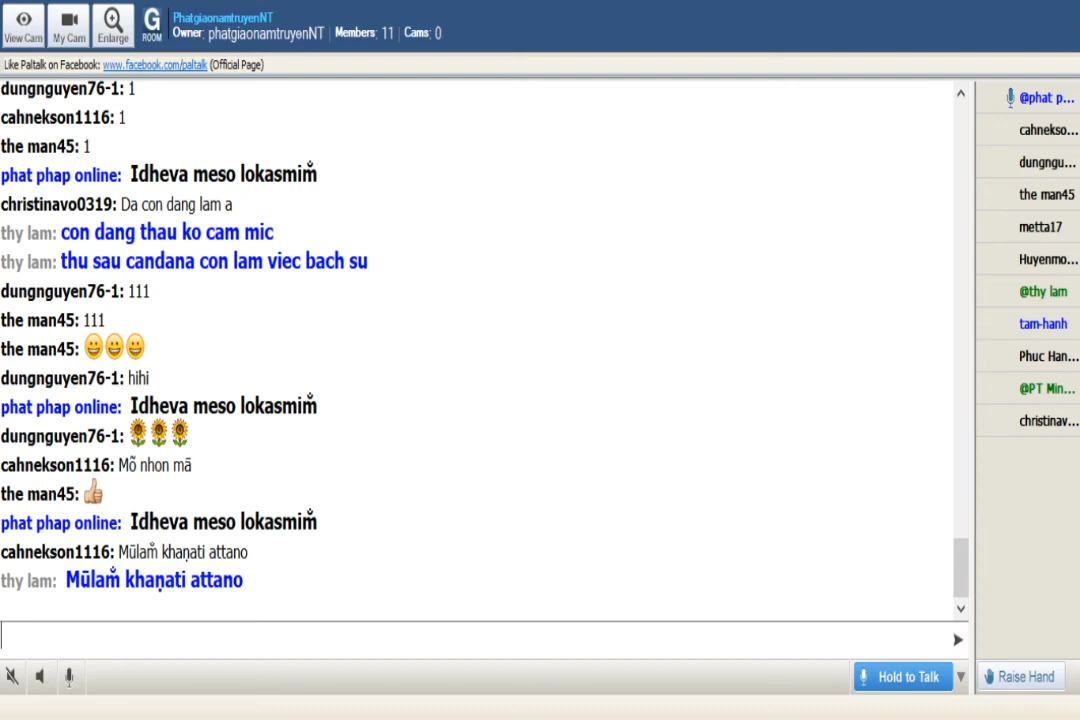 View Cam
My Cam
Enlarge
G ROOM
PhatgiaonamtruyenNT
Owner: phatgiaonamtruyenNT | Members: 11 | Cams: 0
Like Paltalk on Facebook: www.facebook.com/paltalk (Official Page)
dungnguyen76-1: 1
cahnekson1116: 1
the man45: 1
phat phap online: Idheva meso lokasmim̐
christinavo0319: Da con dang lam a
thy lam: con dang thau ko cam mic
thy lam: thu sau candana con lam viec bach su
dungnguyen76-1: 111
the man45: 111
the man45: 😀😀😀
dungnguyen76-1: hihi
phat phap online: Idheva meso lokasmim̐
dungnguyen76-1: 🌻🌻🌻
cahnekson1116: Mỗ nhon mā
the man45: 👍
phat phap online: Idheva meso lokasmim̐
cahnekson1116: Mūlam̐ khaṇati attano
thy lam: Mūlam̐ khaṇati attano
@phat p...
cahnekso...
dungngu...
the man45
metta17
Huyenmo...
@thy lam
tam-hanh
Phuc Han...
@PT Min...
christinav...
Hold to Talk
Raise Hand